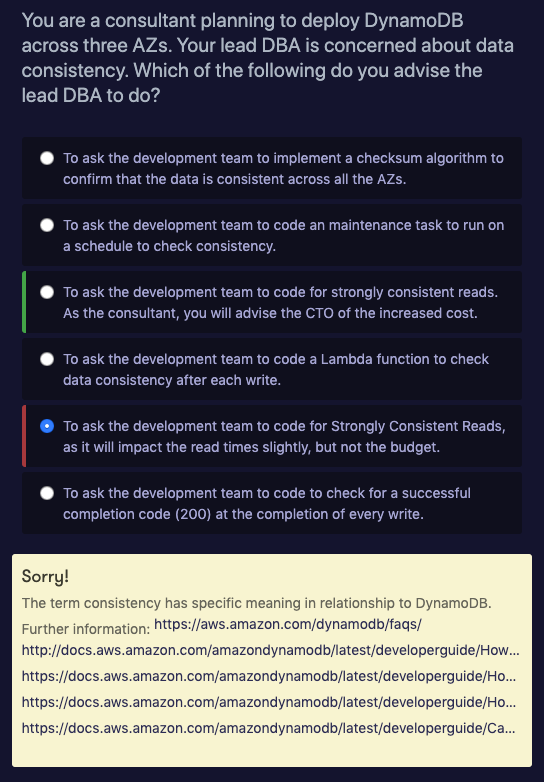 You are a consultant planning to deploy DynamoDB
across three AZs. Your lead DBA is concerned about data
consistency. Which of the following do you advise the
lead DBA to do?
To ask the development team to implement a checksum algorithm to
confirm that the data is consistent across all the AZs.
To ask the development team to code an maintenance task to run on
a schedule to check consistency.
To ask the development team to code for strongly consistent reads.
As the consultant, you will advise the CTO of the increased cost.
To ask the development team to code a Lambda function to check
data consistency after each write.
To ask the development team to code for Strongly Consistent Reads,
as it will impact the read times slightly, but not the budget.
To ask the development team to code to check for a successful
completion code (200) at the completion of every write.
Sorry!
The term consistency has specific meaning in relationship to DynamoDB.
Further information: https://aws.amazon.com/dynamodb/faqs/
http://docs.aws.amazon.com/amazondynamodb/latest/developerguide/How...
https://docs.aws.amazon.com/amazondynamodb/latest/developerguide/Ho...
https://docs.aws.amazon.com/amazondynamodb/latest/developerguide/Ho...
https://docs.aws.amazon.com/amazondynamodb/latest/developerguide/Ca...